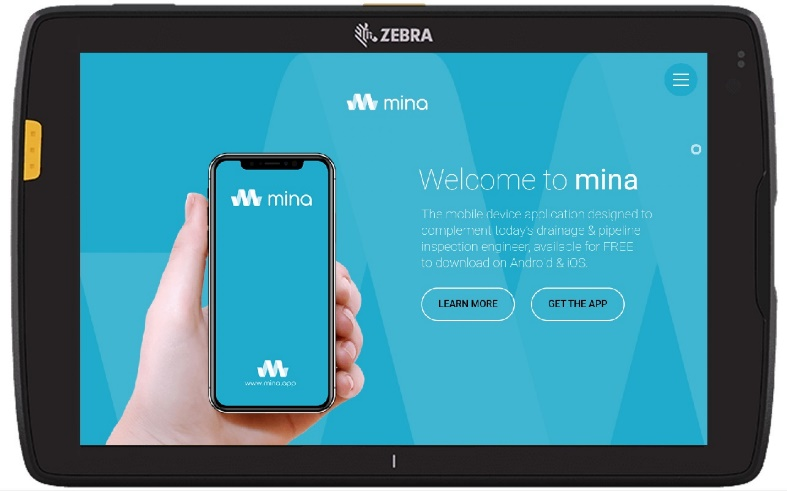 ZEBRA
mina
mina
www.mina.app
Welcome to mina
The mobile device application designed to
complement today's drainage & pipeline
inspection engineer, available for FREE
to download on Android & iOS.
LEARN MORE
GET THE APP